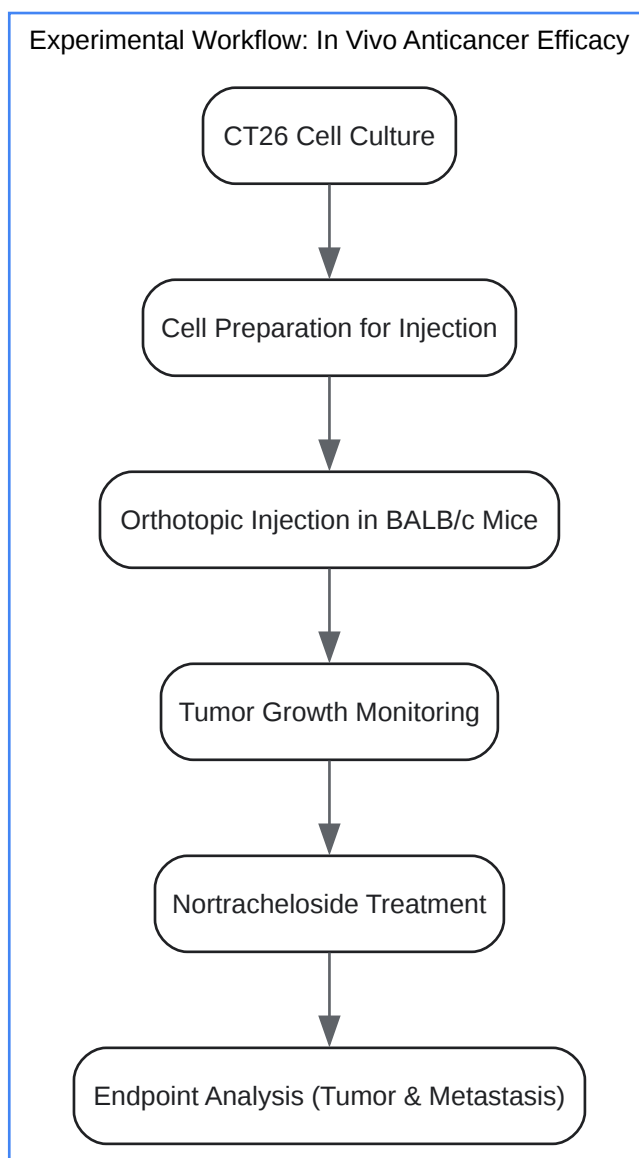 Experimental Workflow: In Vivo Anticancer Efficacy
CT26 Cell Culture
Cell Preparation for Injection
Orthotopic Injection in BALB/c Mice
Tumor Growth Monitoring
Nortracheloside Treatment
Endpoint Analysis (Tumor & Metastasis)